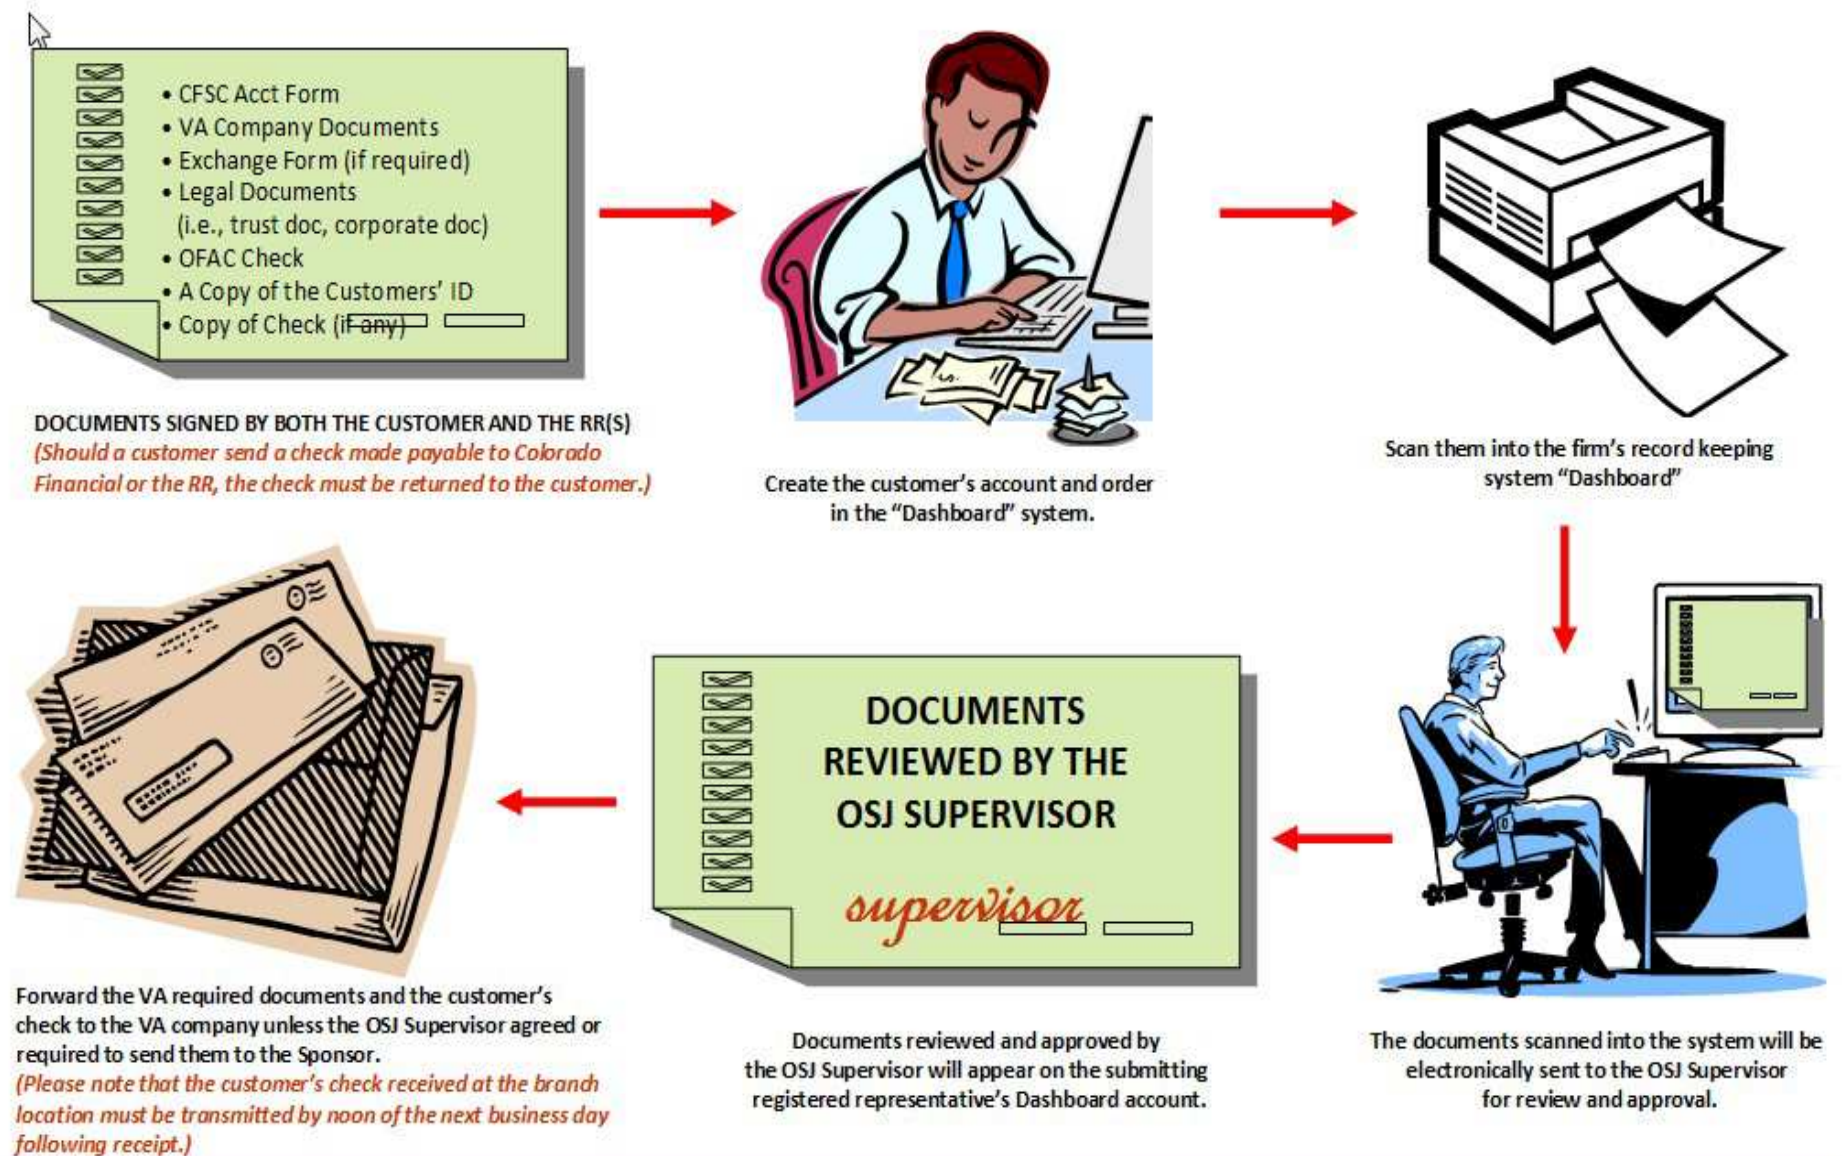 • CFSC Acct Form
• VA Company Documents
• Exchange Form (if required)
• Legal Documents
(i.e., trust doc, corporate doc)
• OFAC Check
• A Copy of the Customers' ID
• Copy of Check (if any)
DOCUMENTS SIGNED BY BOTH THE CUSTOMER AND THE RR(S)
(Should a customer send a check made payable to Colorado
Financial or the RR, the check must be returned to the customer.)
Create the customer's account and order
in the "Dashboard" system.
Scan them into the firm's record keeping
system "Dashboard"
The documents scanned into the system will be
electronically sent to the OSJ Supervisor
for review and approval.
DOCUMENTS
REVIEWED BY THE
OSJ SUPERVISOR
supervisor
Documents reviewed and approved by
the OSJ Supervisor will appear on the submitting
registered representative's Dashboard account.
Forward the VA required documents and the customer's
check to the VA company unless the OSJ Supervisor agreed or
required to send them to the Sponsor.
(Please note that the customer's check received at the branch
location must be transmitted by noon of the next business day
following receipt.)